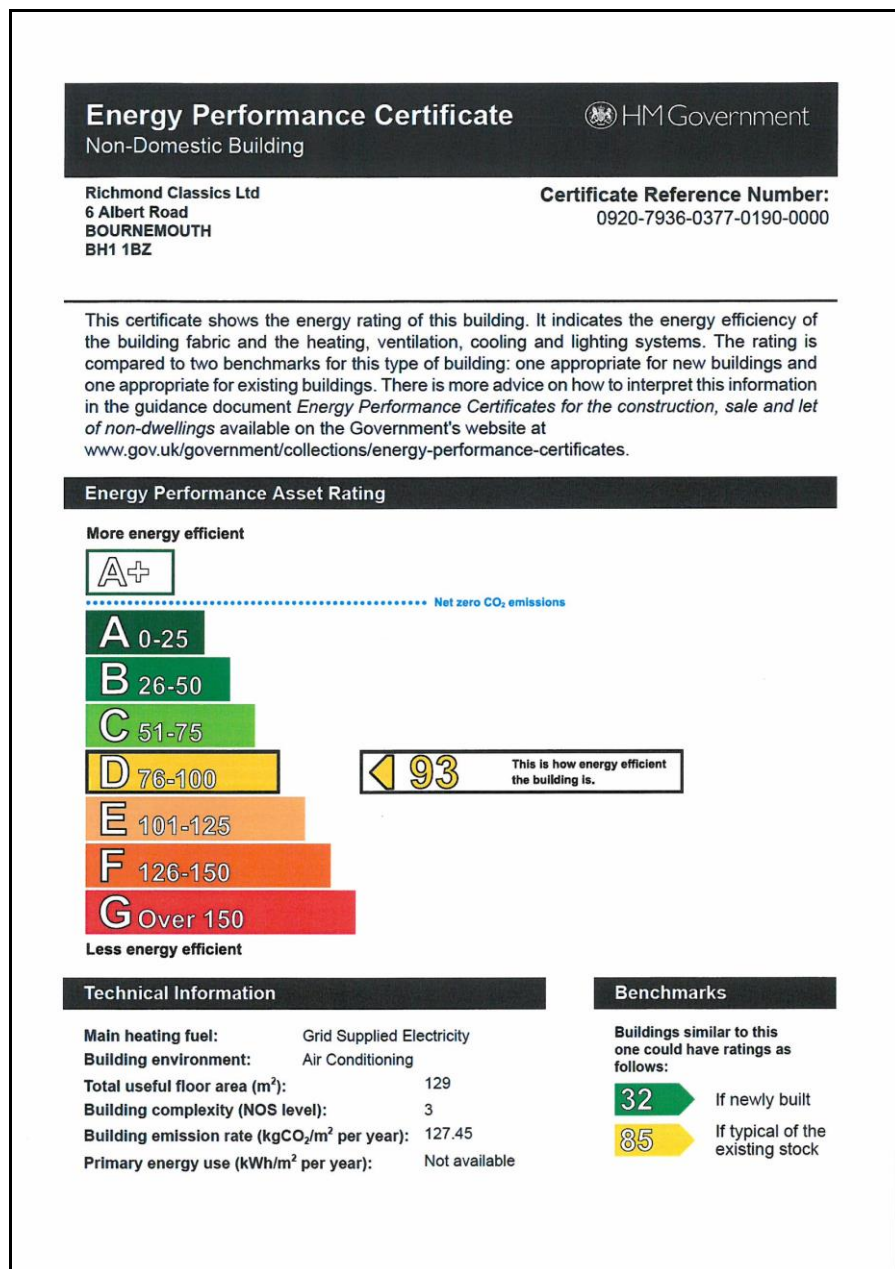 Energy Performance Certificate
HM Government
Non-Domestic Building
Richmond Classics Ltd
6 Albert Road
BOURNEMOUTH
BH1 1BZ
Certificate Reference Number:
0920-7936-0377-0190-0000
This certificate shows the energy rating of this building. It indicates the energy efficiency of
the building fabric and the heating, ventilation, cooling and lighting systems. The rating is
compared to two benchmarks for this type of building: one appropriate for new buildings and
one appropriate for existing buildings. There is more advice on how to interpret this information
in the guidance document Energy Performance Certificates for the construction, sale and let
of non-dwellings available on the Government's website at
www.gov.uk/government/collections/energy-performance-certificates.
Energy Performance Asset Rating
More energy efficient
A+
Net zero CO₂ emissions
A 0-25
B 26-50
C 51-75
D 76-100
93
This is how energy efficient
the building is.
E 101-125
F 126-150
G Over 150
Less energy efficient
Technical Information
Main heating fuel: Grid Supplied Electricity
Building environment: Air Conditioning
Total useful floor area (m²): 129
Building complexity (NOS level): 3
Building emission rate (kgCO₂/m² per year): 127.45
Primary energy use (kWh/m² per year): Not available
Benchmarks
Buildings similar to this
one could have ratings as
follows:
32 If newly built
85 If typical of the
existing stock